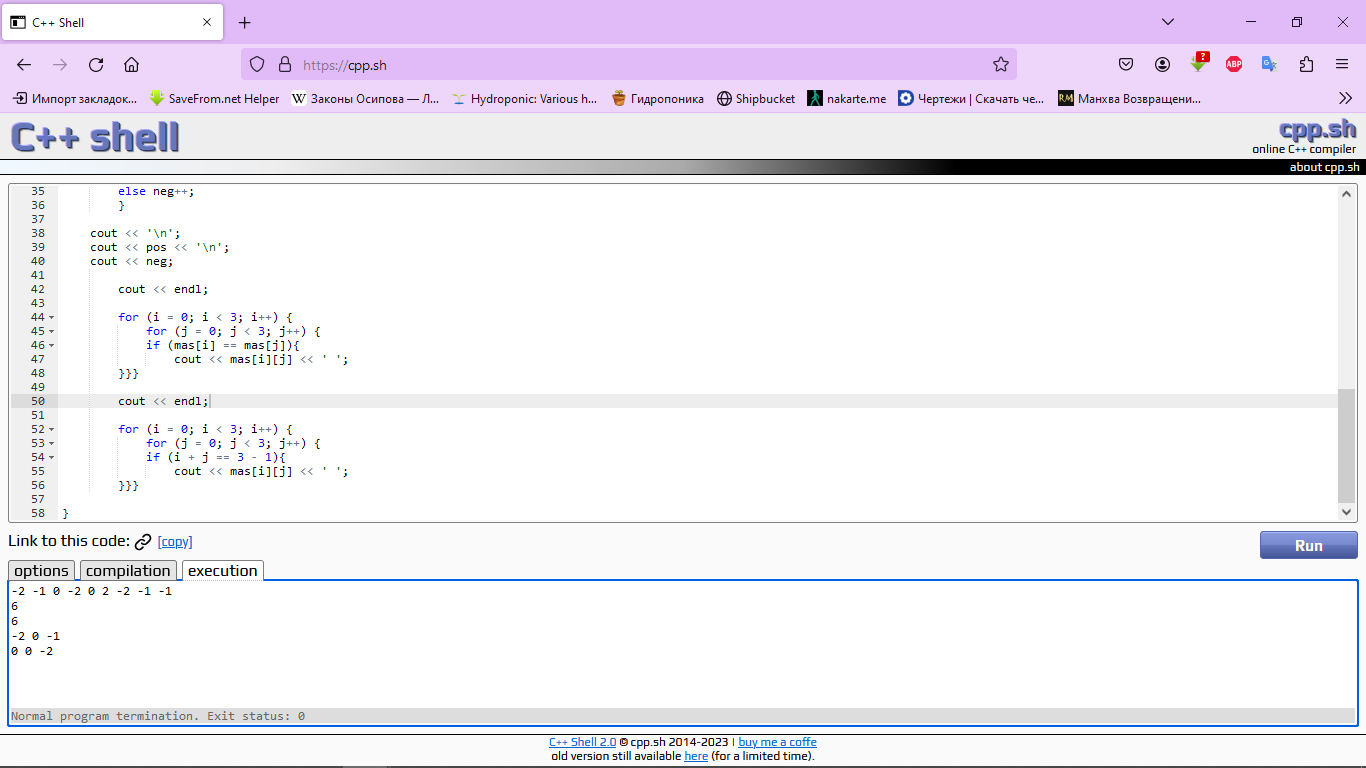 C++ Shell
https://cpp.sh
?
ABP
Импорт закладок...
SaveFrom.net Helper
W Законы Осипова — Л...
Hydroponic: Various h...
Гидропоника
Shipbucket
nakarte.me
Чертежи | Скачать че...
RM Манхва Возвращени...
C++ shell
cpp.sh
online C++ compiler
about cpp.sh
35 else neg++;
36 }
37
38 cout << '\n';
39 cout << pos << '\n';
40 cout << neg;
41
42 cout << endl;
43
44 for (i = 0; i < 3; i++) {
45 for (j = 0; j < 3; j++) {
46 if (mas[i] == mas[j]){
47 cout << mas[i][j] << ' ';
48 }}}
49
50 cout << endl;
51
52 for (i = 0; i < 3; i++) {
53 for (j = 0; j < 3; j++) {
54 if (i + j == 3 - 1){
55 cout << mas[i][j] << ' ';
56 }}}
57
58 }
Link to this code: [copy]
Run
options compilation execution
-2 -1 0 -2 0 2 -2 -1 -1
6
6
-2 0 -1
0 0 -2
Normal program termination. Exit status: 0
C++ Shell 2.0 © cpp.sh 2014-2023 | buy me a coffe
old version still available here (for a limited time).